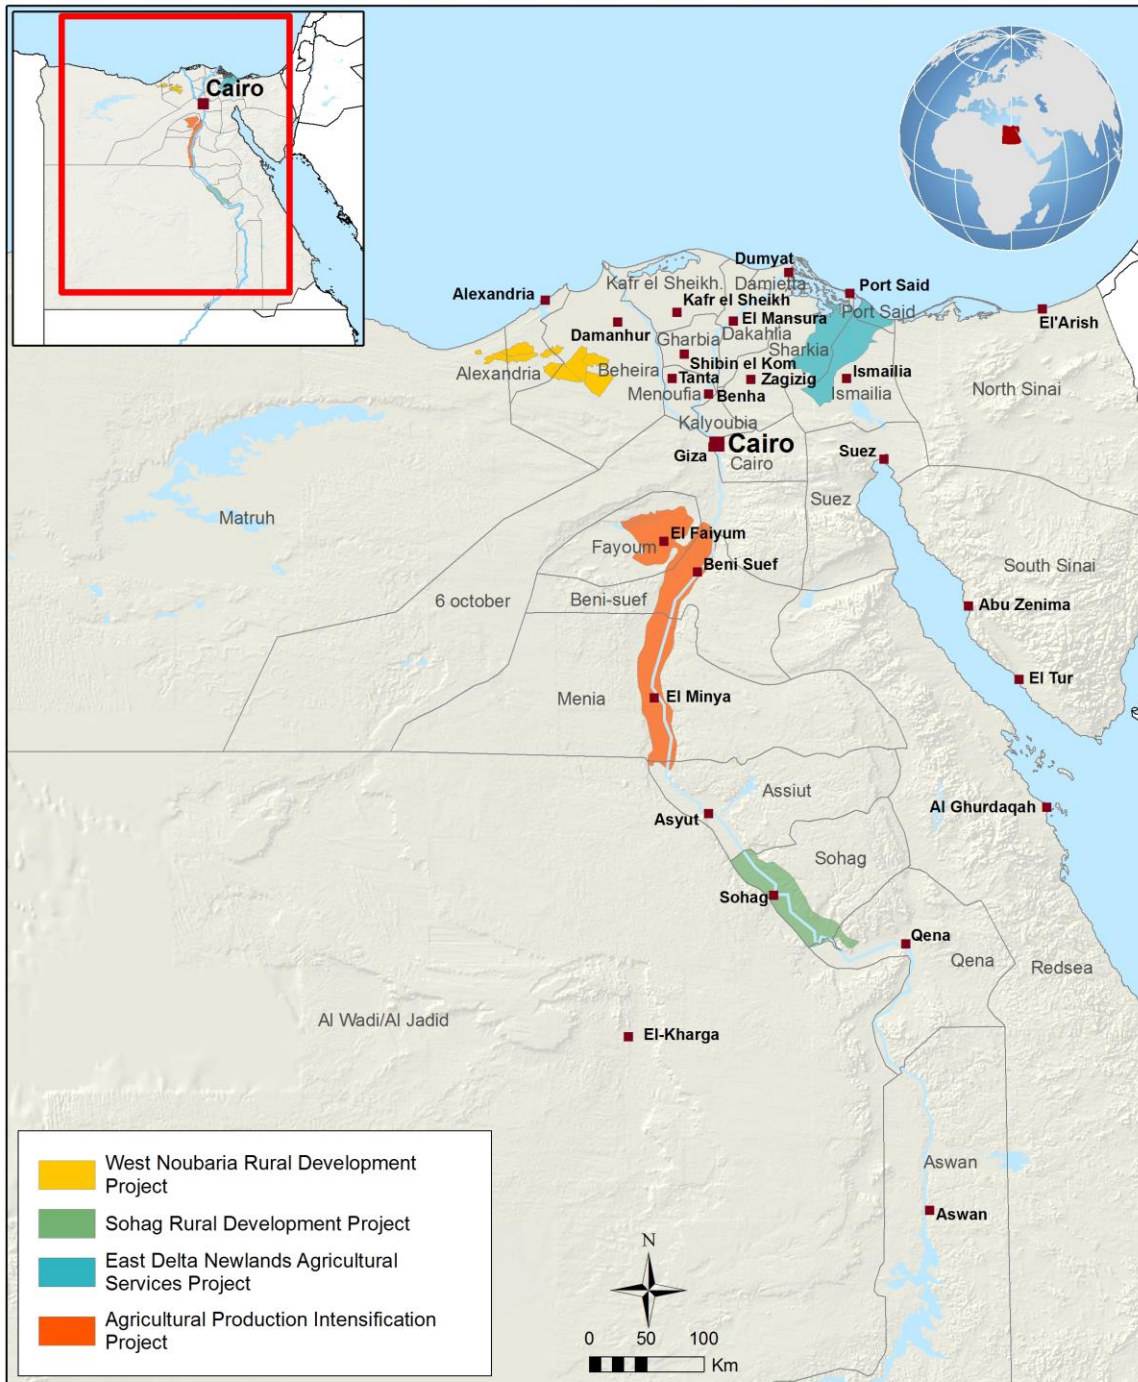 Cairo
Dumyat
Kafr el Sheikh.
Damietta
Alexandria
Port Said
Kafr el Sheikh
Port Said
El'Arish
Damanhur
El Mansura
Dakahlia
Gharbia
Sharkia
Shibin el Kom
Alexandria
Beheira
Tanta
Zagizig
Ismailia
Menoufia
Benha
Ismailia
North Sinai
Kalyoubia
Cairo
Giza
Cairo
Suez
Suez
Matruh
El Faiyum
Fayoum
Beni Suef
South Sinai
6 october
Beni-suef
Abu Zenima
El Tur
Menia
El Minya
Assiut
Asyut
Al Ghurdaqah
Sohag
Sohag
Qena
Qena
Redsea
Al Wadi/Al Jadid
El-Kharga
Aswan
Aswan
West Noubaria Rural Development
Project
Sohag Rural Development Project
East Delta Newlands Agricultural
Services Project
Agricultural Production Intensification
Project
N
0 50 100
Km